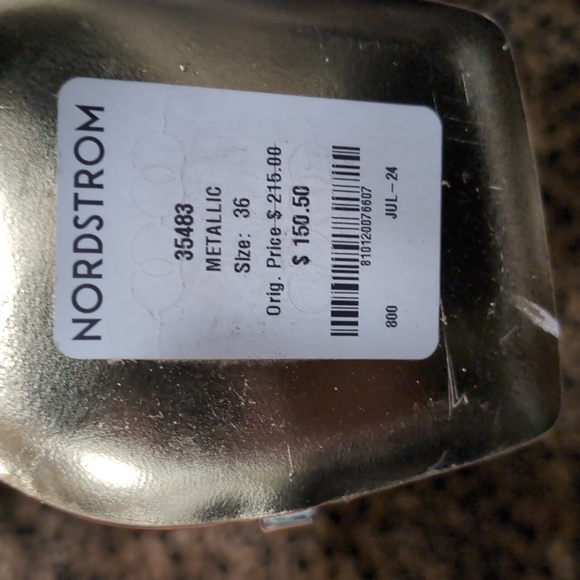 NORDSTROM
35483
METALLIC
Size: 36
Orig. Price $ 215.00
$ 150.50
810120076607
800 JUL-24